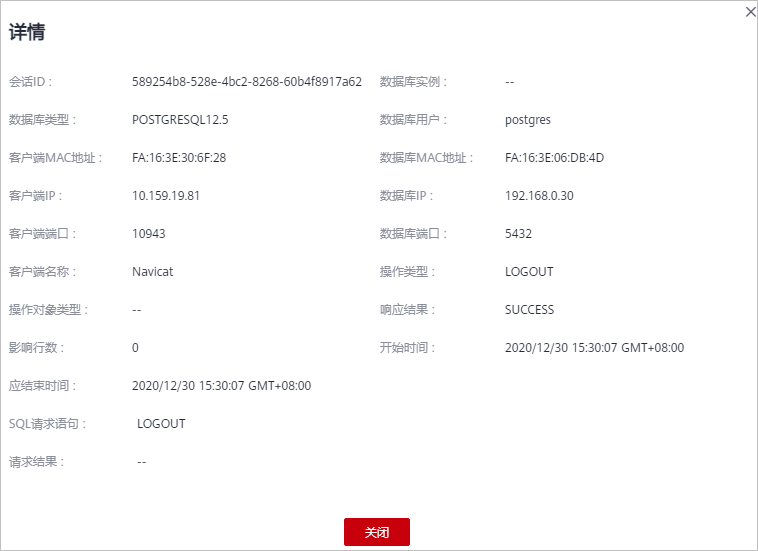 详情
会话ID： 589254b8-528e-4bc2-8268-60b4f8917a62 数据库实例： --
数据库类型： POSTGRESQL12.5 数据库用户： postgres
客户端MAC地址： FA:16:3E:30:6F:28 数据库MAC地址： FA:16:3E:06:DB:4D
客户端IP： 10.159.19.81 数据库IP： 192.168.0.30
客户端端口： 10943 数据库端口： 5432
客户端名称： Navicat 操作类型： LOGOUT
操作对象类型： -- 响应结果： SUCCESS
影响行数： 0 开始时间： 2020/12/30 15:30:07 GMT+08:00
应结束时间： 2020/12/30 15:30:07 GMT+08:00
SQL请求语句： LOGOUT
请求结果： --
关闭